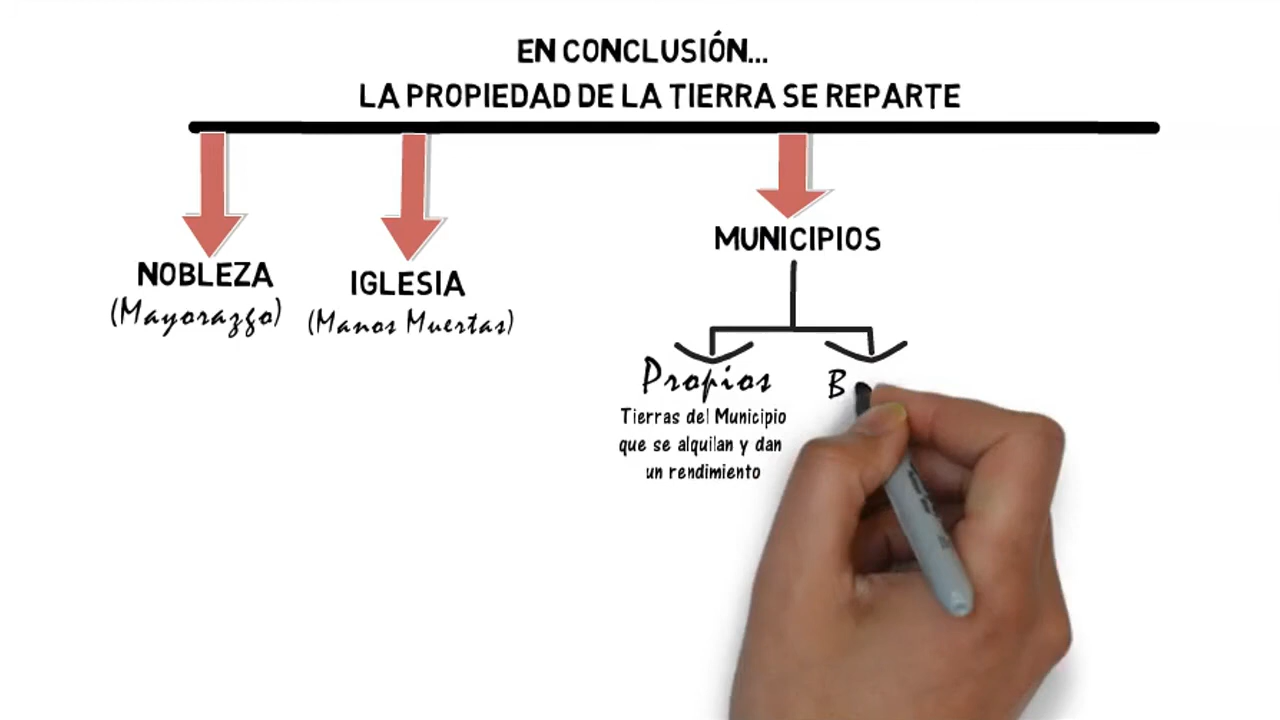 EN CONCLUSIÓN...
LA PROPIEDAD DE LA TIERRA SE REPARTE
NOBLEZA
(Mayorazgo)
IGLESIA
(Manos Muertas)
MUNICIPIOS
Propios
Tierras del Municipio
que se alquilan y dan
un rendimiento
B